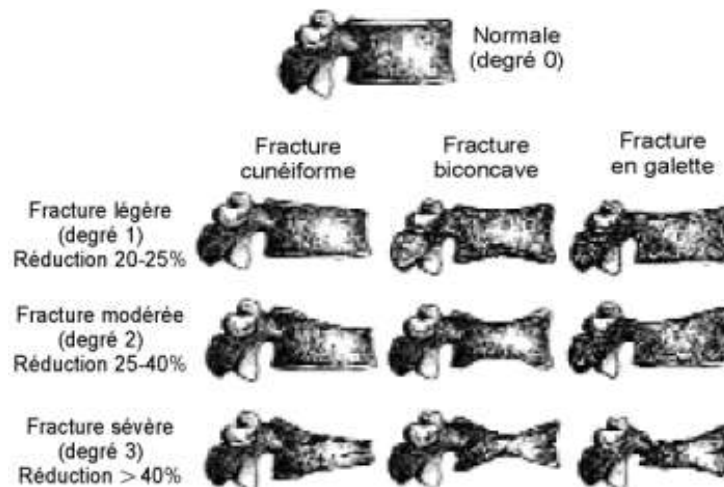 Normale
(degré 0)
Fracture
cunéiforme
Fracture
biconcave
Fracture
en galette
Fracture légère
(degré 1)
Réduction 20-25%
Fracture modérée
(degré 2)
Réduction 25-40%
Fracture sévère
(degré 3)
Réduction > 40%